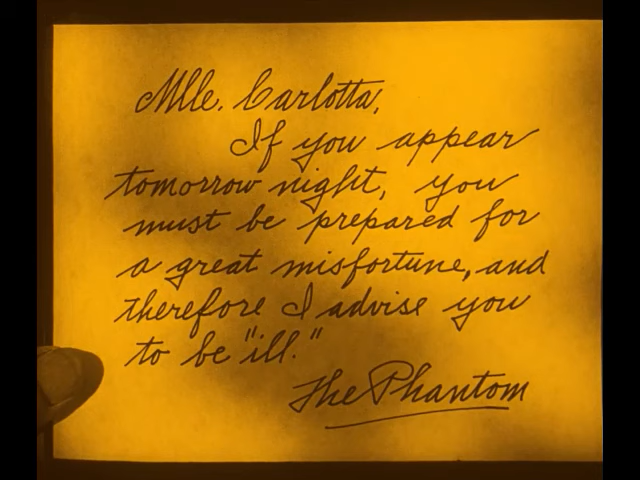 Mlle. Carlotta,
If you appear
tomorrow night, you
must be prepared for
a great misfortune, and
therefore I advise you
to be "ill."
The Phantom